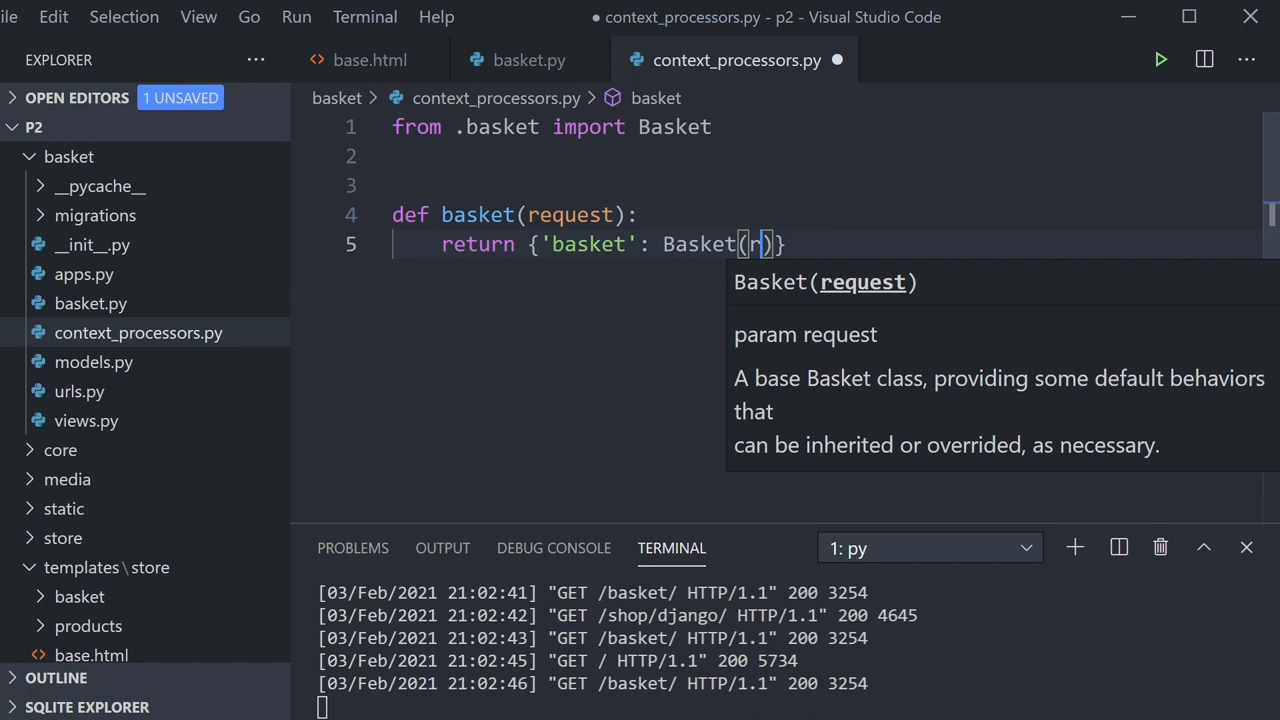 ile Edit Selection View Go Run Terminal Help ● context_processors.py - p2 - Visual Studio Code
EXPLORER ···
base.html basket.py context_processors.py ···
OPEN EDITORS 1 UNSAVED
P2
basket
__pycache__
migrations
__init__.py
apps.py
basket.py
context_processors.py
models.py
urls.py
views.py
core
media
static
store
templates\store
basket
products
base.html
OUTLINE
SQLITE EXPLORER
basket > context_processors.py > basket
1 from .basket import Basket
2
3
4 def basket(request):
5 return {'basket': Basket(r)}
Basket(request)
param request
A base Basket class, providing some default behaviors
that
can be inherited or overrided, as necessary.
PROBLEMS OUTPUT DEBUG CONSOLE TERMINAL 1: py
[03/Feb/2021 21:02:41] "GET /basket/ HTTP/1.1" 200 3254
[03/Feb/2021 21:02:42] "GET /shop/django/ HTTP/1.1" 200 4645
[03/Feb/2021 21:02:43] "GET /basket/ HTTP/1.1" 200 3254
[03/Feb/2021 21:02:45] "GET / HTTP/1.1" 200 5734
[03/Feb/2021 21:02:46] "GET /basket/ HTTP/1.1" 200 3254